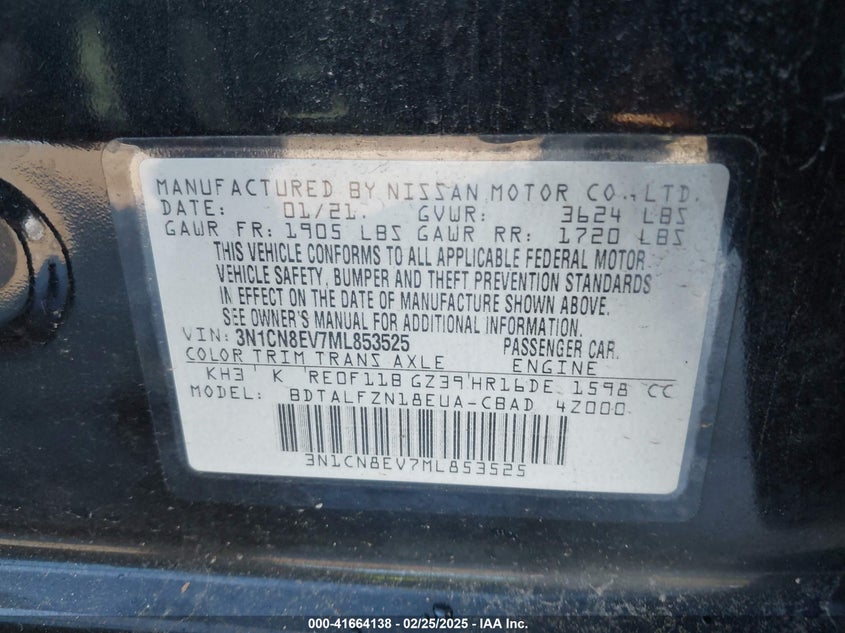 MANUFACTURED BY NISSAN MOTOR CO., LTD.
DATE: 01/21 GVWR: 3624 LBS
GAWR FR: 1905 LBS GAWR RR: 1720 LBS
THIS VEHICLE CONFORMS TO ALL APPLICABLE FEDERAL MOTOR
VEHICLE SAFETY, BUMPER AND THEFT PREVENTION STANDARDS
IN EFFECT ON THE DATE OF MANUFACTURE SHOWN ABOVE.
SEE OWNER'S MANUAL FOR ADDITIONAL INFORMATION.
VIN: 3N1CN8EV7ML853525 PASSENGER CAR.
COLOR TRIM TRANS AXLE ENGINE
KH3 K RE0F11B GZ39 HR16DE 1598 CC
MODEL: BDTALFZN18EUA-CBAD 4Z000
3N1CN8EV7ML853525
000-41664138 - 02/25/2025 - IAA Inc.